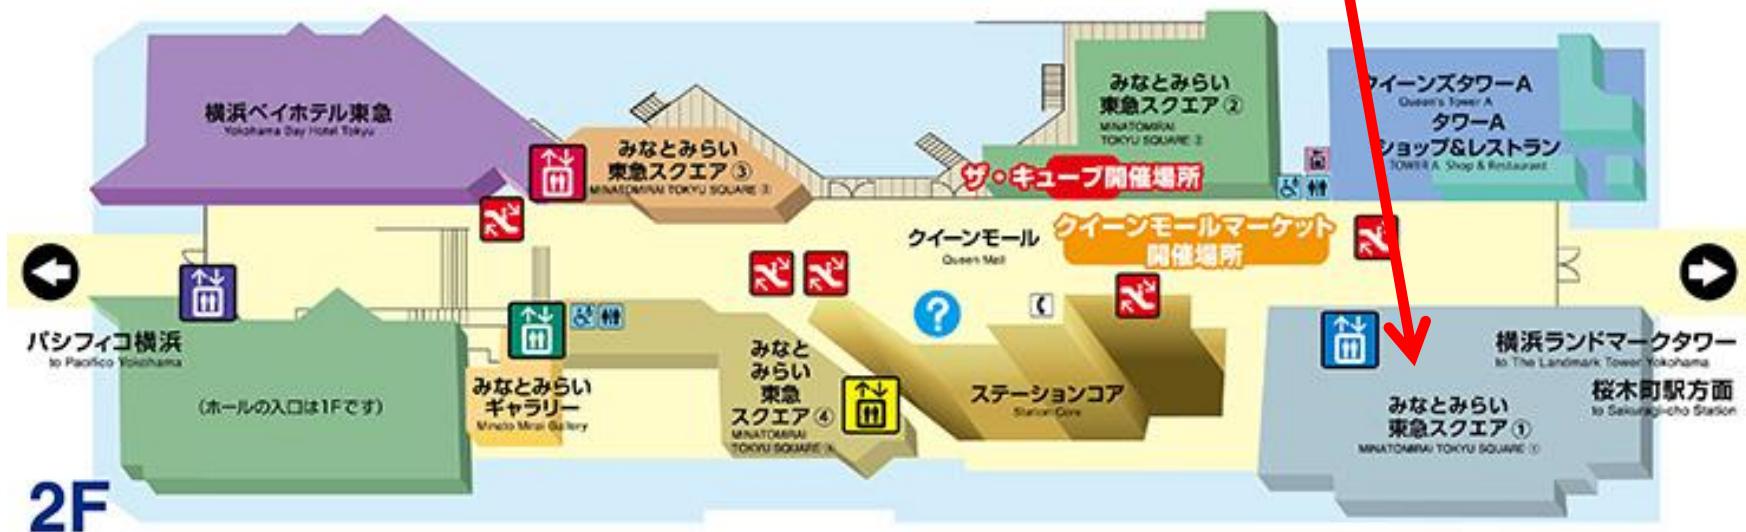 横浜ベイホテル東急
Yokohama Bay Hotel Tokyu
みなとみらい
東急スクエア③
MINATOMIRAI TOKYU SQUARE ③
みなとみらい
東急スクエア②
MINATOMIRAI
TOKYU SQUARE ②
クイーンズタワーA
Queen's Tower A
タワーA
ショップ&レストラン
TOWER A Shop & Restaurant
ザ・キューブ開催場所
クイーンモール
Queen Mall
クイーンモールマーケット
開催場所
パシフィコ横浜
to Pacifico Yokohama
(ホールの入口は1Fです)
みなとみらい
ギャラリー
Minato Mirai Gallery
みなと
みらい
東急
スクエア④
MINATOMIRAI
TOKYU SQUARE ④
?
ステーションコア
Station Core
横浜ランドマークタワー
to The Landmark Tower Yokohama
桜木町駅方面
to Sakuragi-cho Station
みなとみらい
東急スクエア①
MINATOMIRAI TOKYU SQUARE ①
2F